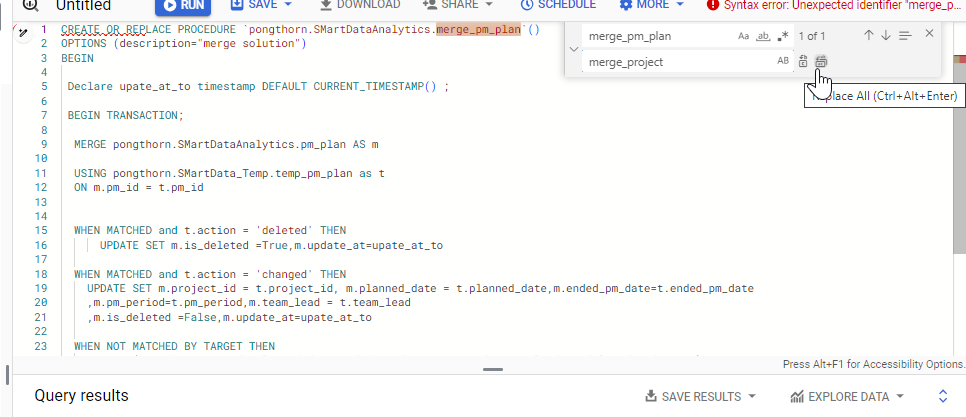 Untitled RUN SAVE DOWNLOAD SHARE SCHEDULE MORE Syntax error: Unexpected identifier "merge_p...
merge_pm_plan Aa ab .* 1 of 1
merge_project AB
Replace All (Ctrl+Alt+Enter)
1 CREATE OR REPLACE PROCEDURE `pongthorn.SMartDataAnalytics.merge_pm_plan`()
2 OPTIONS (description="merge solution")
3 BEGIN
4
5 Declare upate_at_to timestamp DEFAULT CURRENT_TIMESTAMP() ;
6
7 BEGIN TRANSACTION;
8
9 MERGE pongthorn.SMartDataAnalytics.pm_plan AS m
10
11 USING pongthorn.SMartData_Temp.temp_pm_plan as t
12 ON m.pm_id = t.pm_id
13
14
15 WHEN MATCHED and t.action = 'deleted' THEN
16 UPDATE SET m.is_deleted =True,m.update_at=upate_at_to
17
18 WHEN MATCHED and t.action = 'changed' THEN
19 UPDATE SET m.project_id = t.project_id, m.planned_date = t.planned_date,m.ended_pm_date=t.ended_pm_date
20 ,m.pm_period=t.pm_period,m.team_lead = t.team_lead
21 ,m.is_deleted =False,m.update_at=upate_at_to
22
23 WHEN NOT MATCHED BY TARGET THEN
Press Alt+F1 for Accessibility Options.
Query results SAVE RESULTS EXPLORE DATA